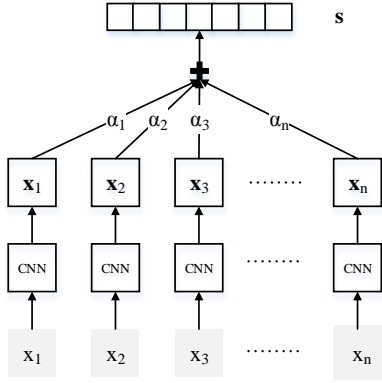 s
α1 α2 α3 αn
x1 x2 x3 ········ xn
CNN CNN CNN ········ CNN
x1 x2 x3 ········ xn